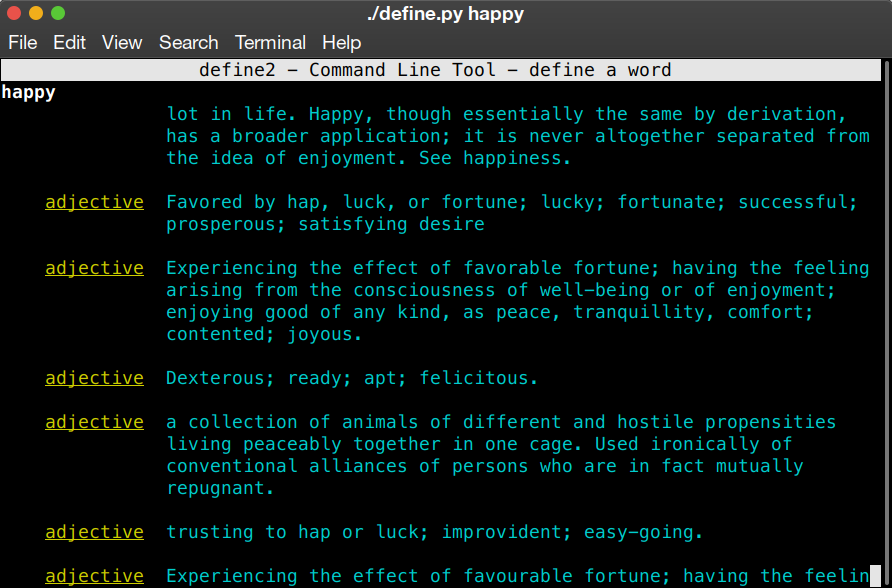 ./define.py happy
File Edit View Search Terminal Help
define2 - Command Line Tool - define a word
happy
lot in life. Happy, though essentially the same by derivation,
has a broader application; it is never altogether separated from
the idea of enjoyment. See happiness.
adjective Favored by hap, luck, or fortune; lucky; fortunate; successful;
prosperous; satisfying desire
adjective Experiencing the effect of favorable fortune; having the feeling
arising from the consciousness of well—being or of enjoyment;
enjoying good of any kind, as peace, tranquillity, comfort;
contented; joyous.
adjective Dexterous; ready; apt; felicitous.
adjective a collection of animals of different and hostile propensities
living peaceably together in one cage. Used ironically of
conventional alliances of persons who are in fact mutually
repugnant.
adjective trusting to hap or luck; improvident; easy-going.
adjective Experiencing the effect of favourable fortune; having the feelin